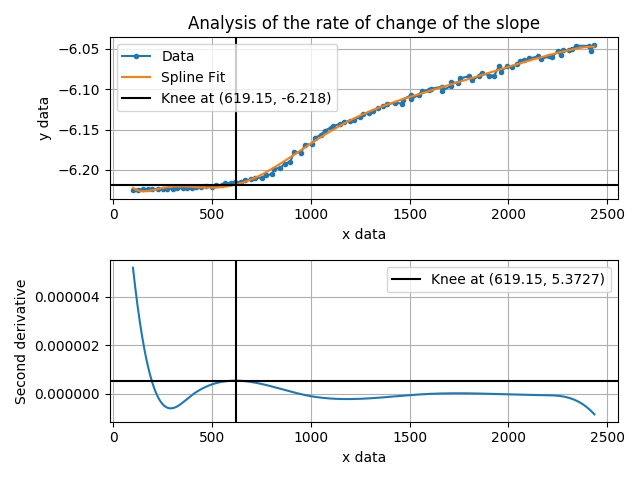 Analysis of the rate of change of the slope
−6.05
−6.10
−6.15
−6.20
y data
Data
Spline Fit
Knee at (619.15, -6.218)
0 500 1000 1500 2000 2500
x data
0.000004
0.000002
0.000000
Second derivative
Knee at (619.15, 5.3727)
0 500 1000 1500 2000 2500
x data